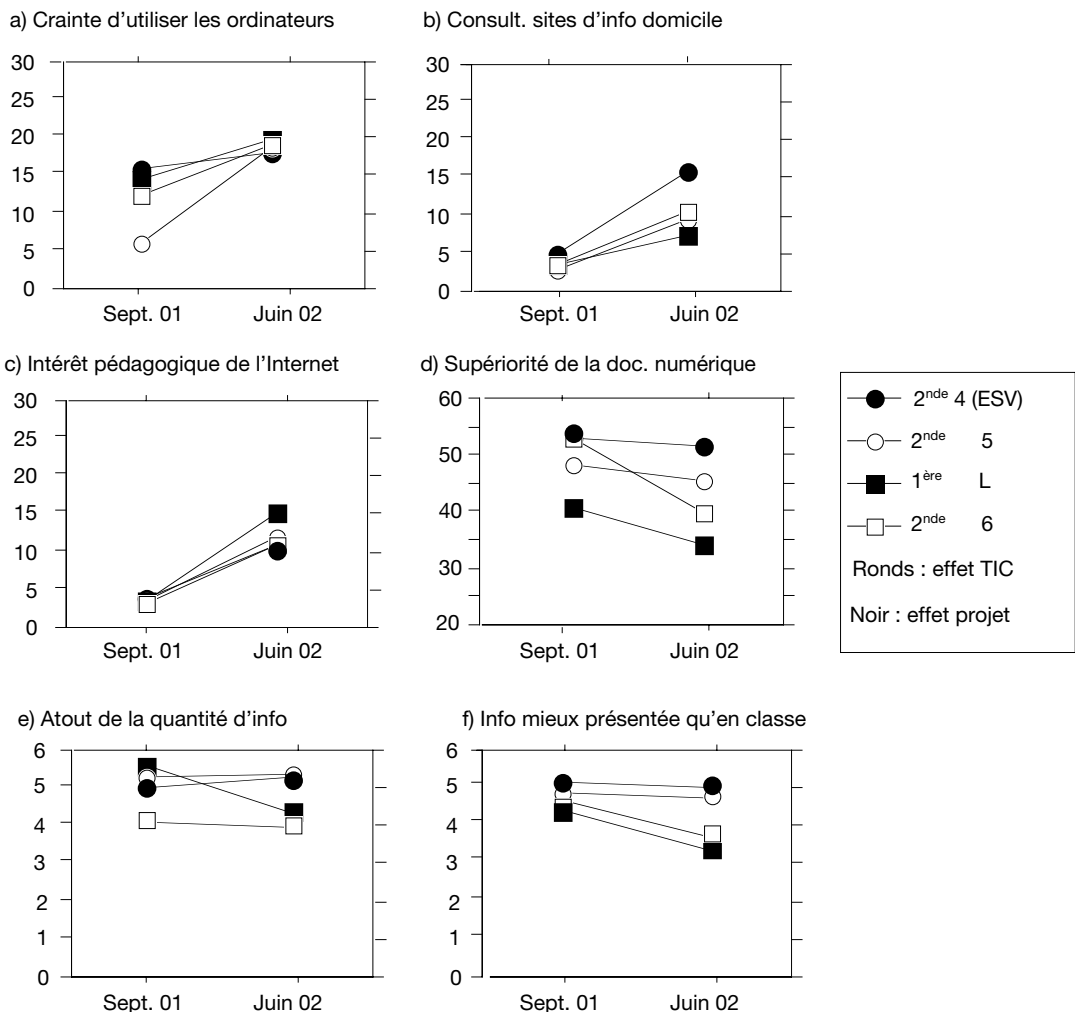 a) Crainte d'utiliser les ordinateurs
30
25
20
15
10
5
0
Sept. 01 Juin 02
b) Consult. sites d'info domicile
30
25
20
15
10
5
0
Sept. 01 Juin 02
c) Intérêt pédagogique de l'Internet
30
25
20
15
10
5
0
Sept. 01 Juin 02
d) Supériorité de la doc. numérique
60
50
40
30
20
Sept. 01 Juin 02
2nde 4 (ESV)
2nde 5
1ère L
2nde 6
Ronds : effet TIC
Noir : effet projet
e) Atout de la quantité d'info
6
5
4
3
2
1
0
Sept. 01 Juin 02
f) Info mieux présentée qu'en classe
6
5
4
3
2
1
0
Sept. 01 Juin 02